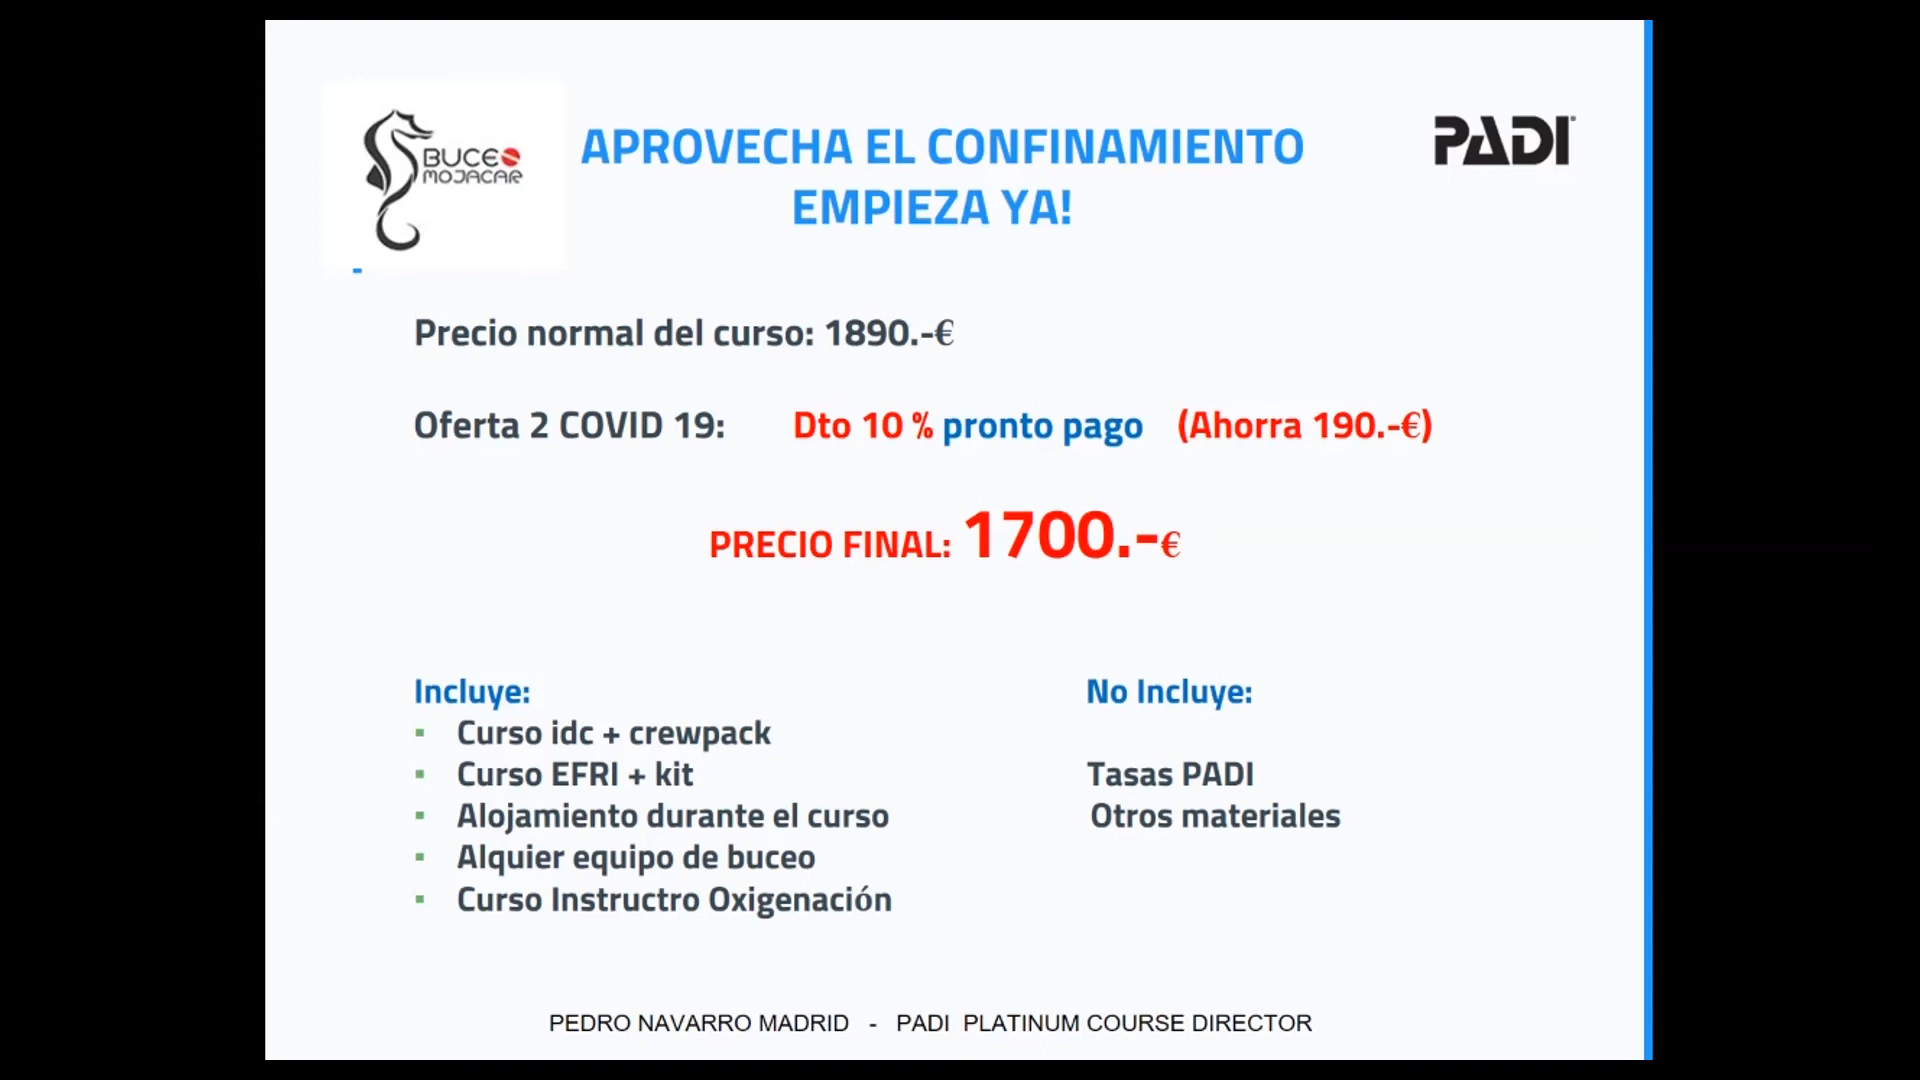 BUCEO
MOJACAR
APROVECHA EL CONFINAMIENTO
EMPIEZA YA!
PADI
Precio normal del curso: 1890.-€
Oferta 2 COVID 19: Dto 10 % pronto pago (Ahorra 190.-€)
PRECIO FINAL: 1700.-€
Incluye:
▪ Curso idc + crewpack
▪ Curso EFRI + kit
▪ Alojamiento durante el curso
▪ Alquier equipo de buceo
▪ Curso Instructro Oxigenación
No Incluye:
Tasas PADI
Otros materiales
PEDRO NAVARRO MADRID - PADI PLATINUM COURSE DIRECTOR